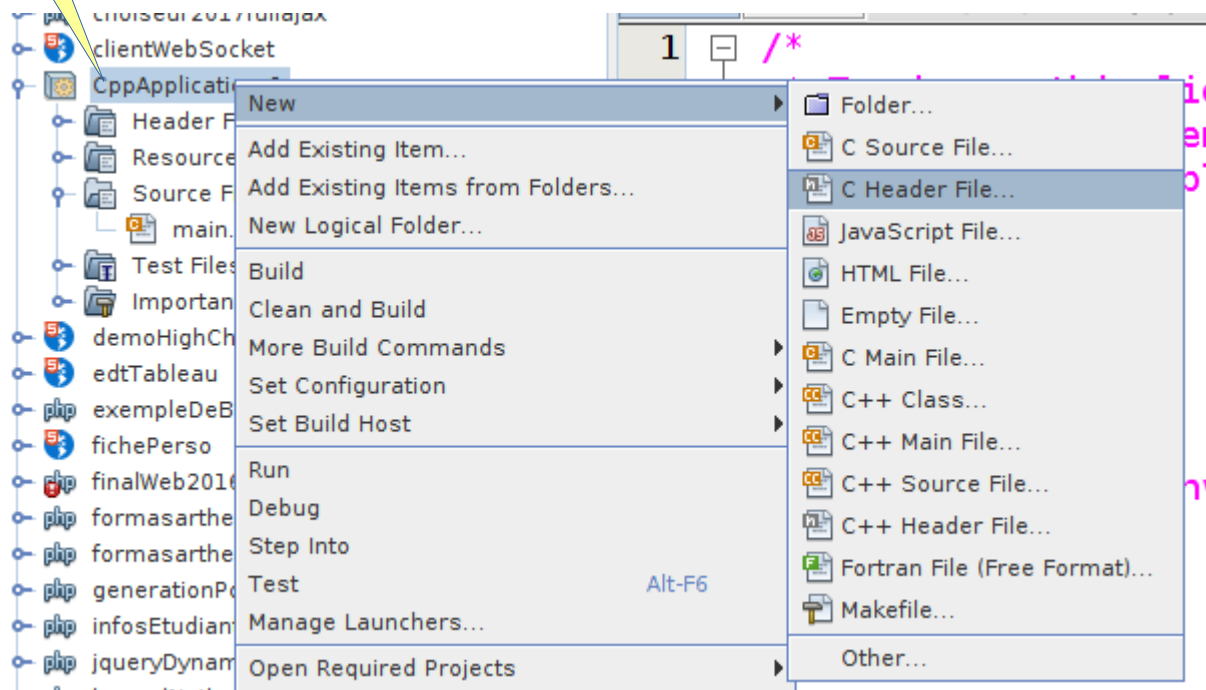 clientWebSocket
CppApplicati
Header F
Resource
Source F
main.
Test Files
Importan
demoHighCh
edtTableau
exempleDeB
fichePerso
finalWeb2016
formasarthe
formasarthe
generationPo
infosEtudian
jqueryDynam
New
Add Existing Item...
Add Existing Items from Folders...
New Logical Folder...
Build
Clean and Build
More Build Commands
Set Configuration
Set Build Host
Run
Debug
Step Into
Test Alt-F6
Manage Launchers...
Open Required Projects
Folder...
C Source File...
C Header File...
JavaScript File...
HTML File...
Empty File...
C Main File...
C++ Class...
C++ Main File...
C++ Source File...
C++ Header File...
Fortran File (Free Format)...
Makefile...
Other...
1 /*